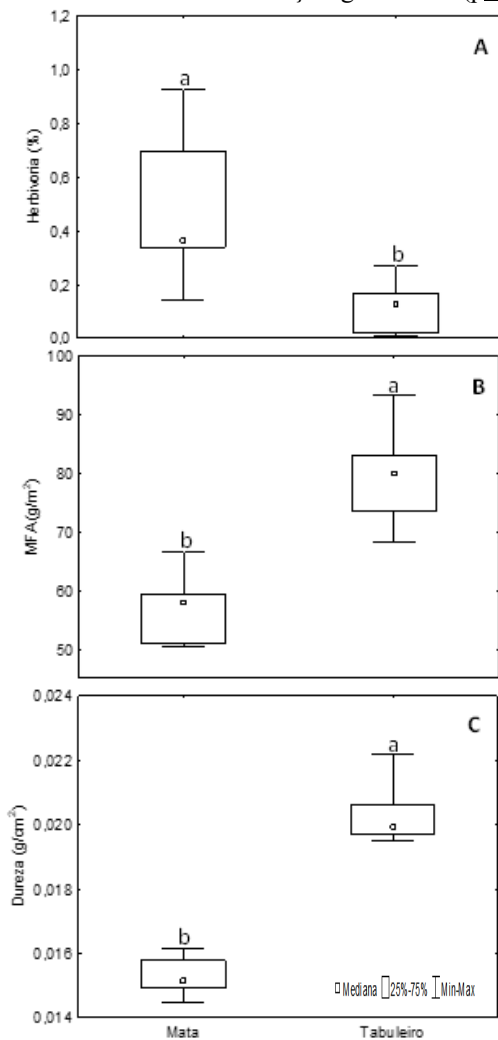 1,2
A
1,0
a
0,8
0,6
Herbivoria (%)
0,4
b
0,2
0,0
100
B
a
90
80
MFA(g/m²)
70
b
60
50
0,024
C
a
0,022
0,020
Dureza (g/cm²)
0,018
b
0,016
0,014
Mediana 25%-75% Min-Max
Mata Tabuleiro